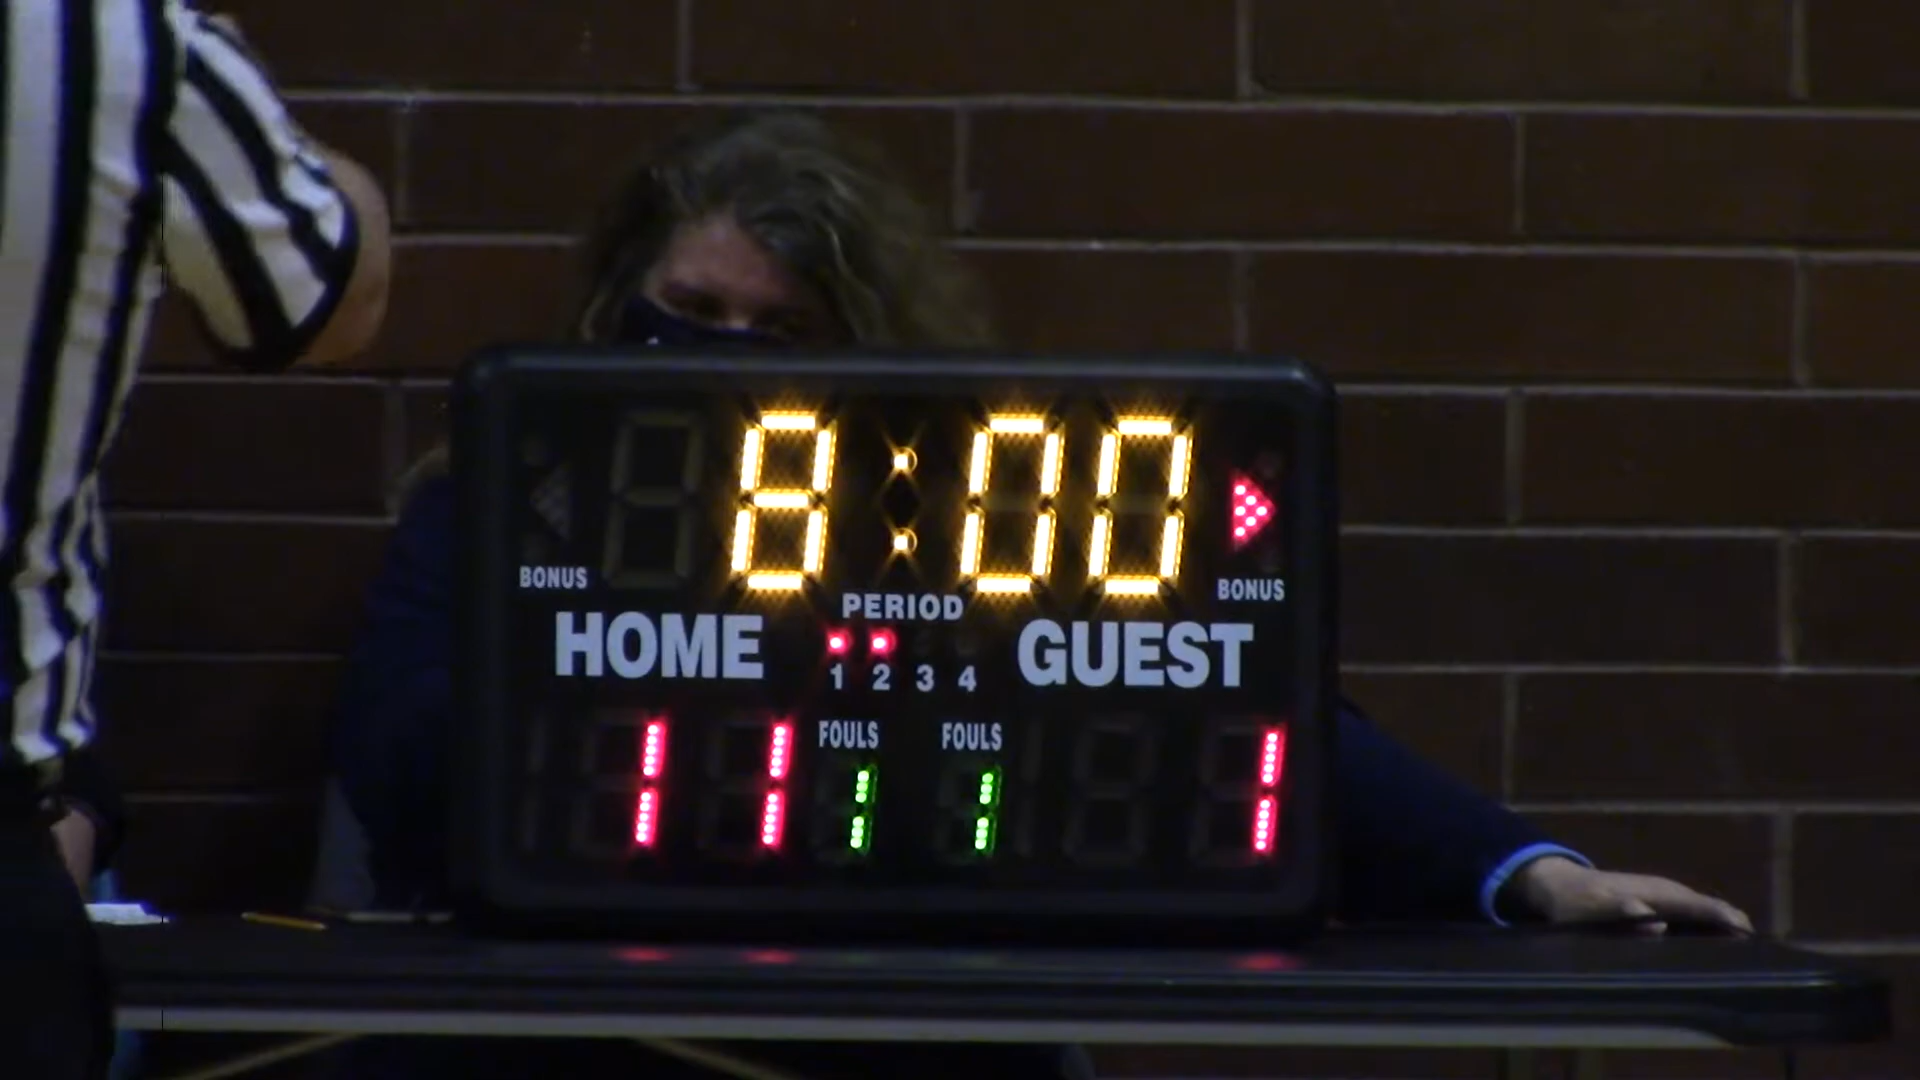 8:00
BONUS
BONUS
PERIOD
HOME
GUEST
1 2 3 4
FOULS
FOULS
11
1
1
1